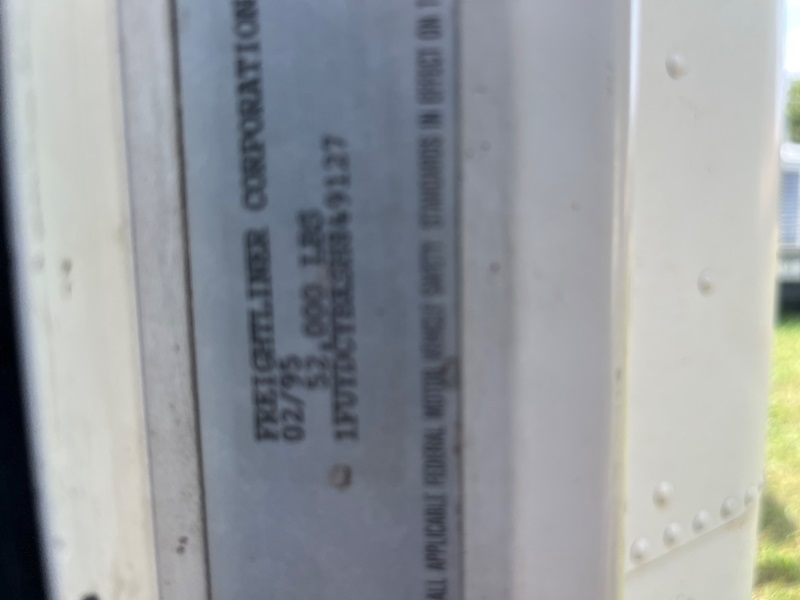 FREIGHTLINER CORPORATION
02/95
52,000 LBS
ALL APPLICABLE FEDERAL MOTOR VEHICLE SAFETY STANDARDS IN EFFECT ON